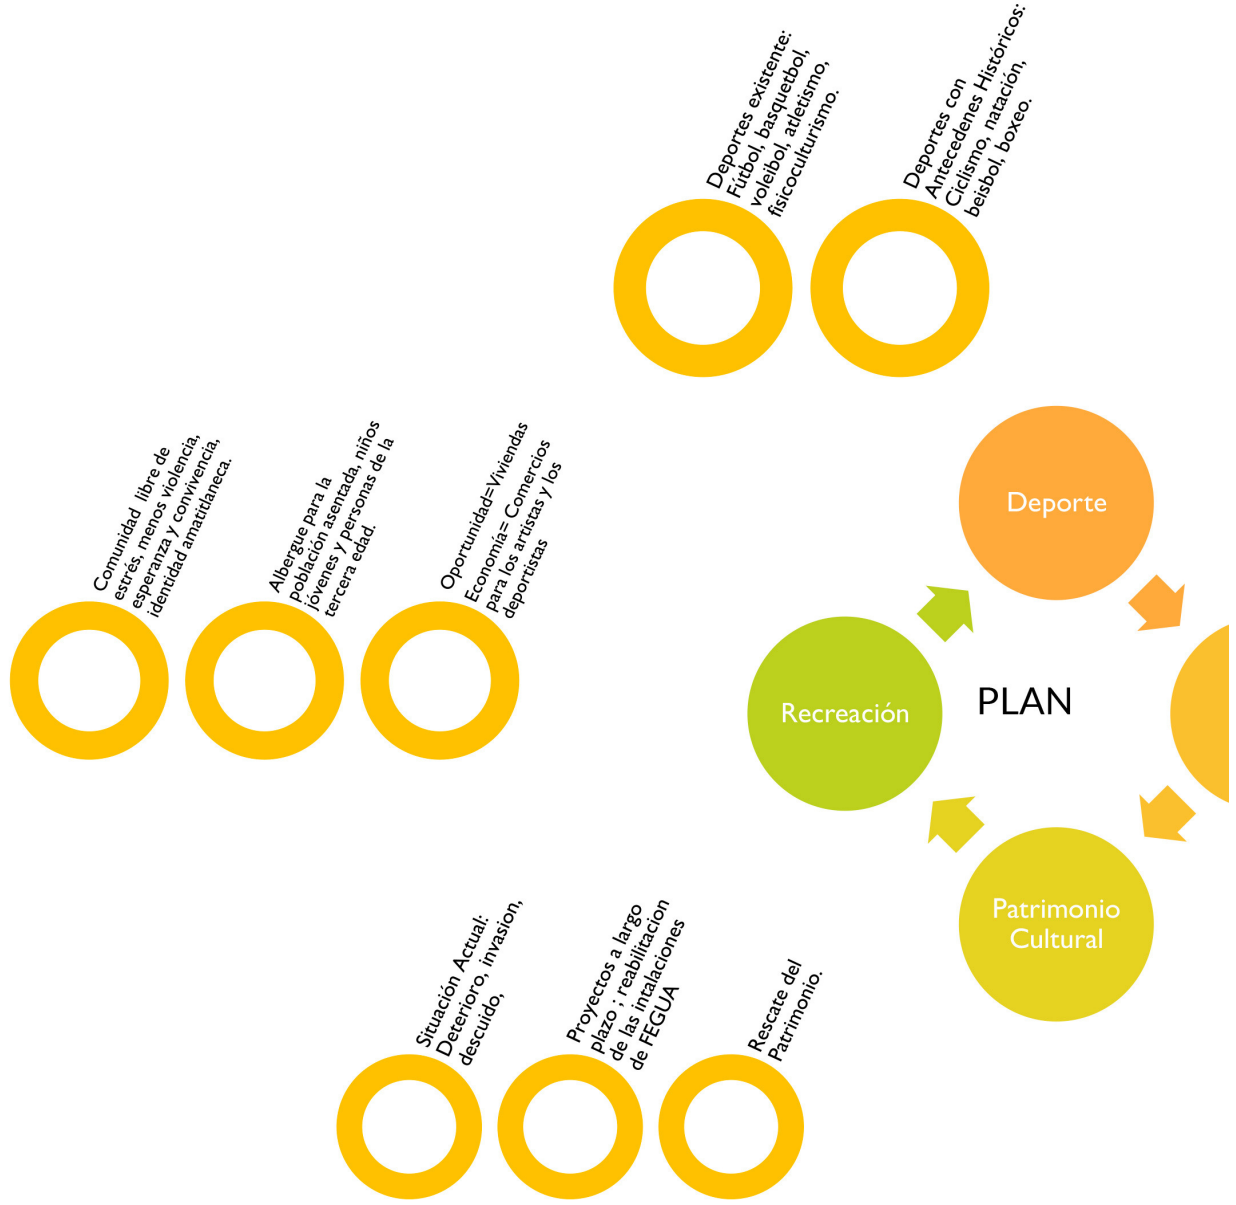 Deportes existente:
Fútbol, basquetbol,
voleibol, atletismo,
fisicoculturismo.
Deportes con
Antecedenes Históricos:
Ciclismo, natación,
beisbol, boxeo.
Comunidad libre de
estrés, menos violencia,
esperanza y convivencia,
identidad amatitlaneca.
Albergue para la
población asentada, niños
jóvenes y personas de la
tercera edad.
Oportunidad=Viviendas
Economía= Comercios
para los artistas y los
deportistas
Deporte
Recreación
PLAN
Patrimonio
Cultural
Situación Actual:
Deterioro, invasion,
descuido,
Proyectos a largo
plazo ; reabilitacion
de las intalaciones
de FEGUA
Rescate del
Patrimonio.